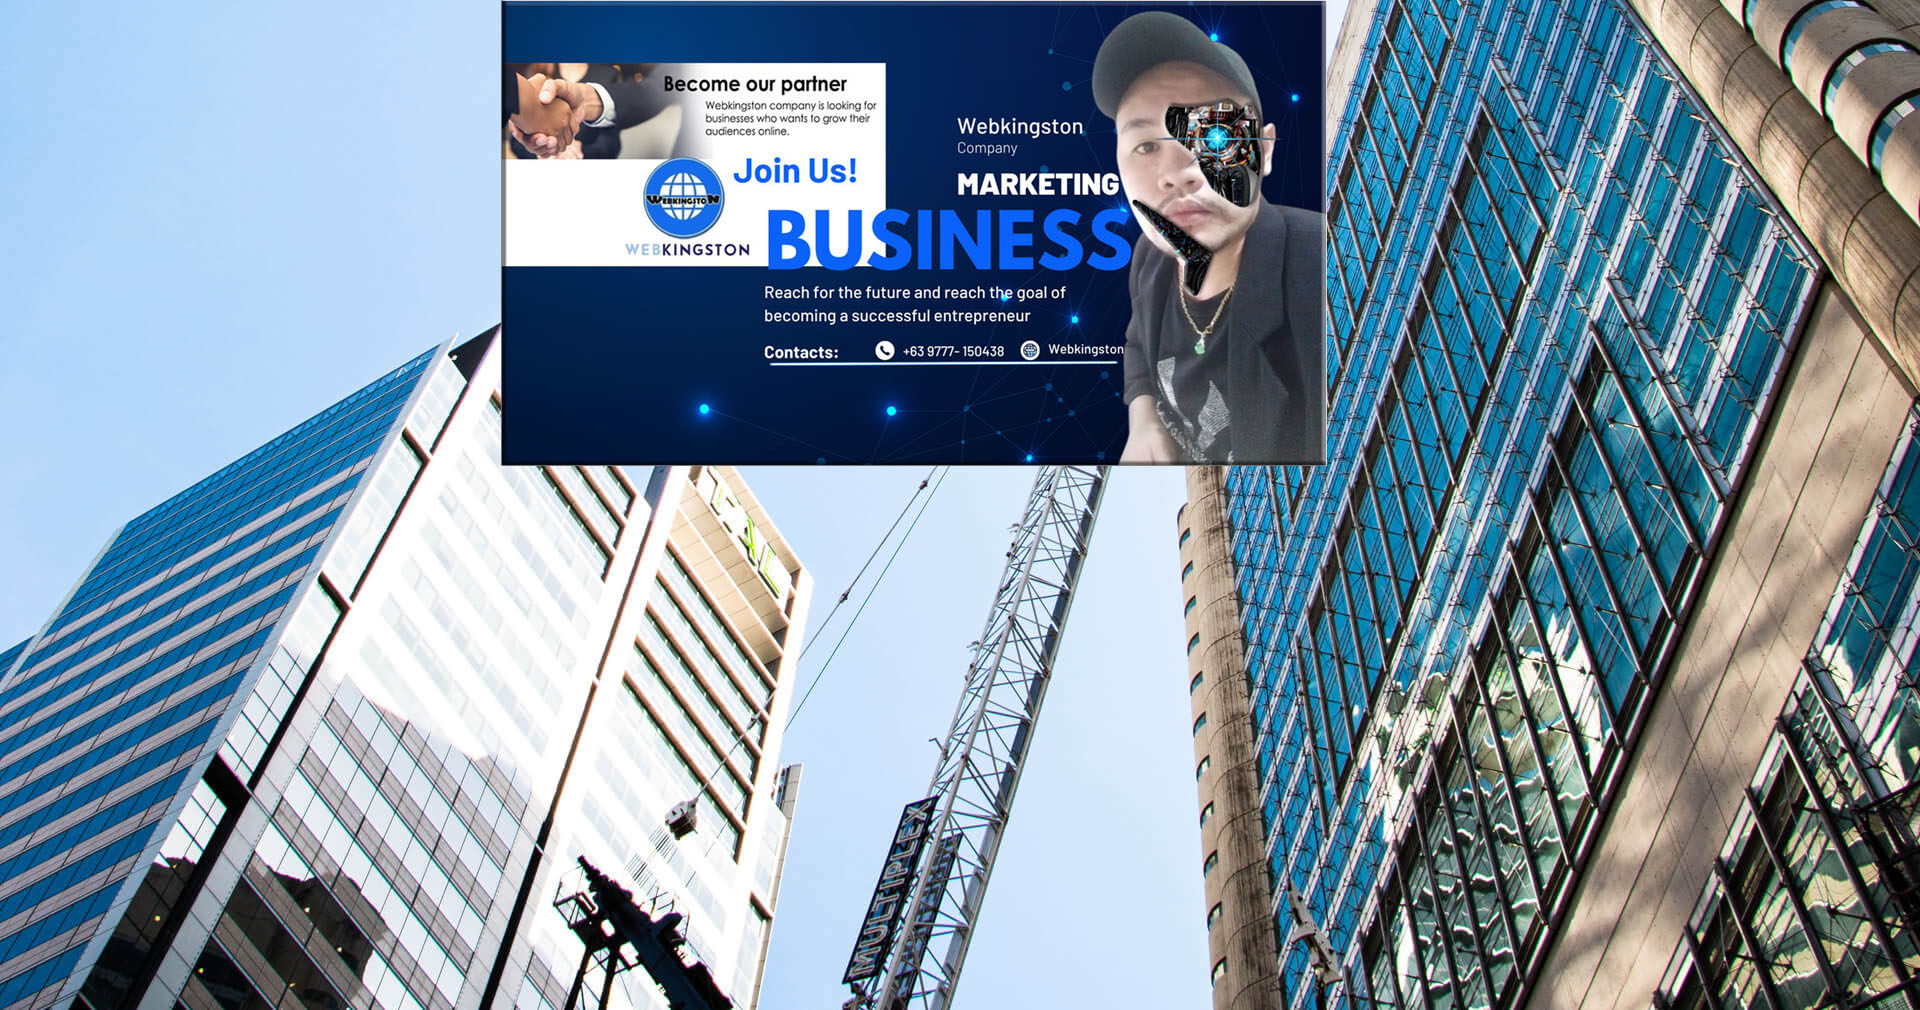 Become our partner
Webkingston company is looking for
businesses who wants to grow their
audiences online.
Join Us!
WEBKINGSTON
WEBKINGSTON
Webkingston
Company
MARKETING
BUSINESS
Reach for the future and reach the goal of
becoming a successful entrepreneur
Contacts:
+63 9777- 150438
Webkingston
MULTIPLEX